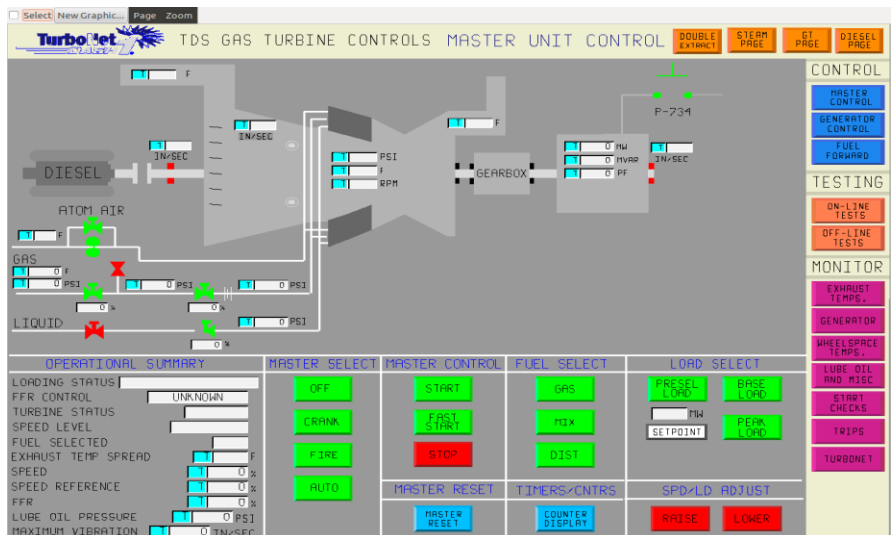 Select New Graphic... Page Zoom
TurboNet
TDS GAS TURBINE CONTROLS MASTER UNIT CONTROL
DOUBLE EXTRACT
STEAM PAGE
GT PAGE
DIESEL PAGE
CONTROL
MASTER CONTROL
GENERATOR CONTROL
FUEL FORWARD
TESTING
ON-LINE TESTS
OFF-LINE TESTS
MONITOR
EXHAUST TEMPS.
GENERATOR
WHEELSPACE TEMPS.
LUBE OIL AND MISC
START CHECKS
TRIPS
TURBONET
T F
T IN/SEC
T IN/SEC
T F
P-734
T PSI
T F
T RPM
T 0 MW
T 0 MVAR
T 0 PF
T IN/SEC
DIESEL
GEARBOX
ATOM AIR
T F
GAS
T 0 F
T 0 PSI
T 0 PSI
T 0 PSI
0 %
0 %
LIQUID
T 0 PSI
0 %
OPERATIONAL SUMMARY
LOADING STATUS
FFR CONTROL UNKNOWN
TURBINE STATUS
SPEED LEVEL
FUEL SELECTED
EXHAUST TEMP SPREAD T F
SPEED T 0 %
SPEED REFERENCE T 0 %
FFR T 0 %
LUBE OIL PRESSURE T 0 PSI
MAXIMUM VIBRATION T 0 IN/SEC
MASTER SELECT
OFF
CRANK
FIRE
AUTO
MASTER CONTROL
START
FAST START
STOP
MASTER RESET
MASTER RESET
FUEL SELECT
GAS
MIX
DIST
TIMERS/CNTRS
COUNTER DISPLAY
LOAD SELECT
PRESEL LOAD
BASE LOAD
MW
SETPOINT
PEAK LOAD
SPD/LD ADJUST
RAISE
LOWER